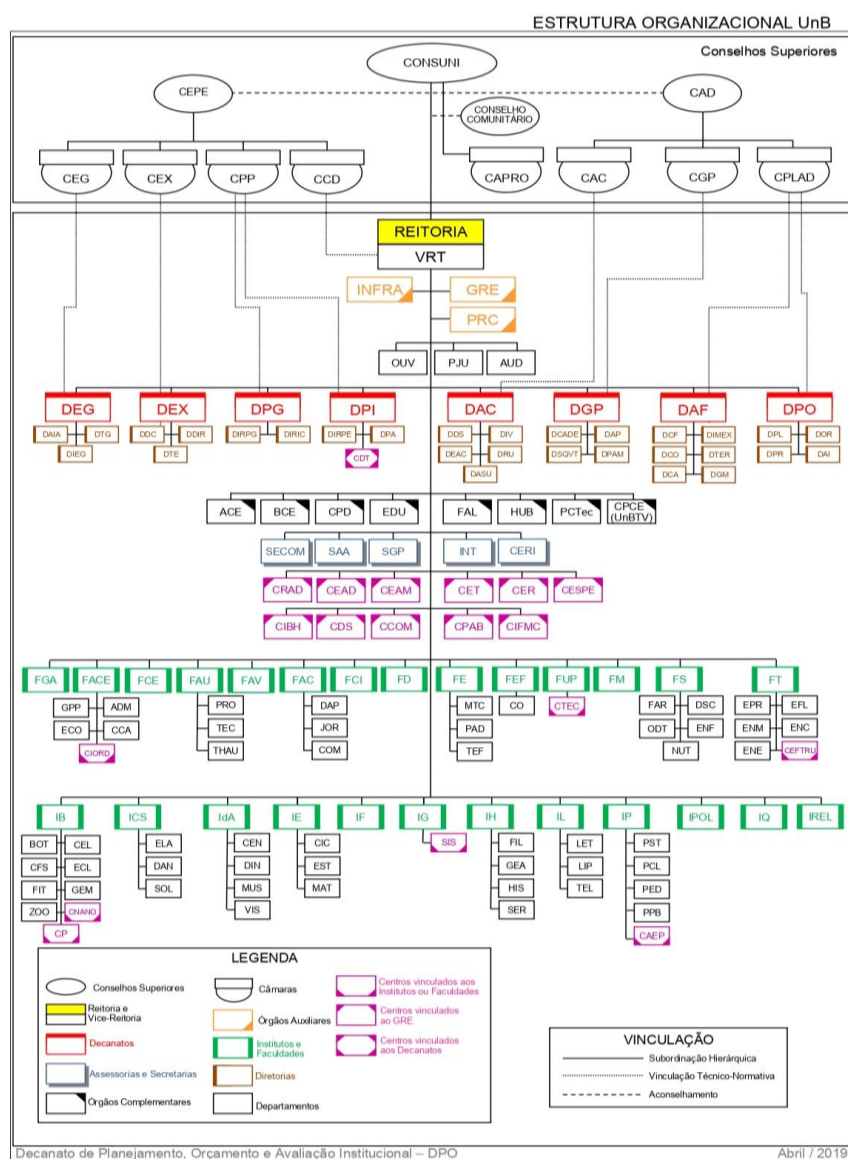 ESTRUTURA ORGANIZACIONAL UnB
Conselhos Superiores
CONSUNI
CEPE
CAD
CONSELHO
COMUNITÁRIO
CEG CEX CPP CCD CAPRO CAC CGP CPLAD
REITORIA
VRT
INFRA GRE
PRC
OUV PJU AUD
DEG DEX DPG DPI DAC DGP DAF DPO
DAIA DTG DDC DDIR DIRPG DIRIC DIRPE DPA DDS DIV DCADE DAP DCF DIMEX DPL DOR
DIEG DTE CDT DEAC DRU DSQVT DPAM DCO DTER DPR DAI
DASU DCA DGM
ACE BCE CPD EDU FAL HUB PCTec CPCE
(UnBTV)
SECOM SAA SGP INT CERI
CRAD CEAD CEAM CET CER CESPE
CIBH CDS CCOM CPAB CIFMC
FGA FACE FCE FAU FAV FAC FCI FD FE FEF FUP FM FS FT
GPP ADM PRO DAP MTC CO CTEC FAR DSC EPR EFL
ECO CCA TEC JOR PAD ODT ENF ENM ENC
CIORD THAU COM TEF NUT ENE CEFTRU
IB ICS IdA IE IF IG IH IL IP IPOL IQ IREL
BOT CEL ELA CEN CIC SIS FIL LET PST
CFS ECL DAN DIN EST GEA LIP PCL
FIT GEM SOL MUS MAT HIS TEL PED
ZOO CNANO VIS SER PPB
CP CAEP
LEGENDA
Conselhos Superiores
Câmaras
Centros vinculados aos
Institutos ou Faculdades
Reitoria e
Vice-Reitoria
Órgãos Auxiliares
Centros vinculados
ao GRE
Decanatos
Institutos e
Faculdades
Centros vinculados
aos Decanatos
Assessorias e Secretarias
Diretorias
Órgãos Complementares
Departamentos
VINCULAÇÃO
Subordinação Hierárquica
Vinculação Técnico-Normativa
Aconselhamento
Decanato de Planejamento, Orçamento e Avaliação Institucional – DPO
Abril / 2019